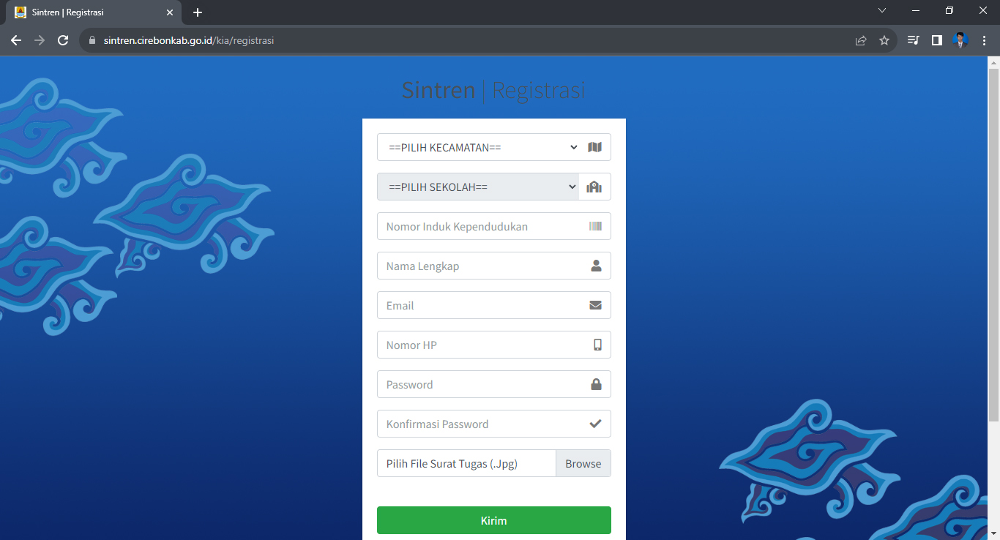 Sintren | Registrasi
sintren.cirebonkab.go.id/kia/registrasi
Sintren | Registrasi
==PILIH KECAMATAN==
==PILIH SEKOLAH==
Nomor Induk Kependudukan
Nama Lengkap
Email
Nomor HP
Password
Konfirmasi Password
Pilih File Surat Tugas (.Jpg) Browse
Kirim